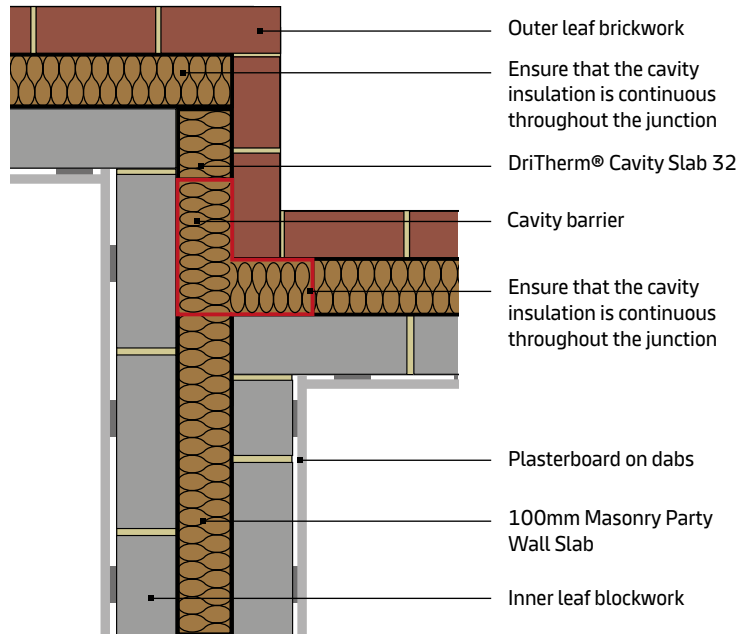 Outer leaf brickwork
Ensure that the cavity
insulation is continuous
throughout the junction
DriTherm® Cavity Slab 32
Cavity barrier
Ensure that the cavity
insulation is continuous
throughout the junction
Plasterboard on dabs
100mm Masonry Party
Wall Slab
Inner leaf blockwork